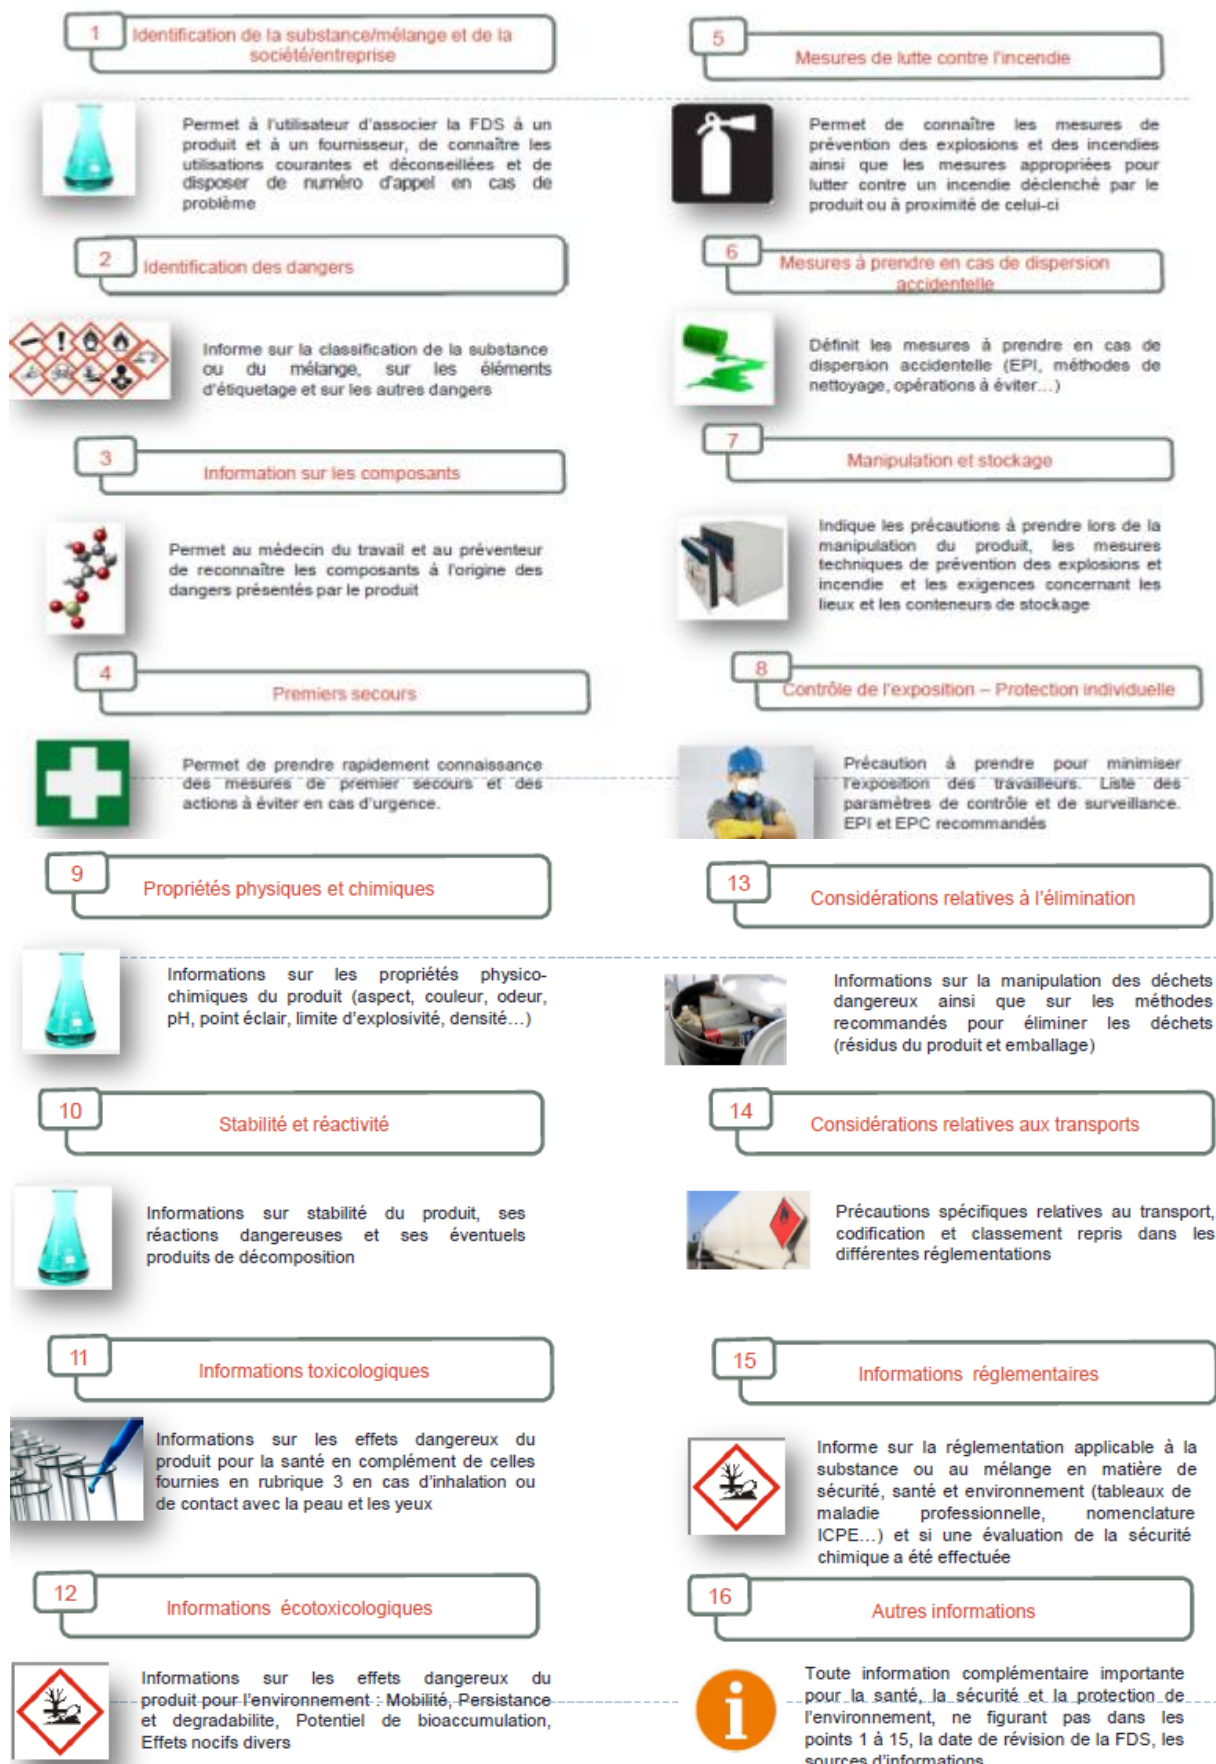 1
Identification de la substance/mélange et de la
société/entreprise
Permet à l'utilisateur d'associer la FDS à un
produit et à un fournisseur, de connaître les
utilisations courantes et déconseillées et de
disposer de numéro d'appel en cas de
problème
2
Identification des dangers
Informe sur la classification de la substance
ou du mélange, sur les éléments
d'étiquetage et sur les autres dangers
3
Information sur les composants
Permet au médecin du travail et au préventeur
de reconnaître les composants à l'origine des
dangers présentés par le produit
4
Premiers secours
Permet de prendre rapidement connaissance
des mesures de premier secours et des
actions à éviter en cas d'urgence.
5
Mesures de lutte contre l'incendie
Permet de connaître les mesures de
prévention des explosions et des incendies
ainsi que les mesures appropriées pour
lutter contre un incendie déclenché par le
produit ou à proximité de celui-ci
6
Mesures à prendre en cas de dispersion
accidentelle
Définit les mesures à prendre en cas de
dispersion accidentelle (EPI, méthodes de
nettoyage, opérations à éviter…)
7
Manipulation et stockage
Indique les précautions à prendre lors de la
manipulation du produit, les mesures
techniques de prévention des explosions et
incendie et les exigences concernant les
lieux et les conteneurs de stockage
8
Contrôle de l'exposition – Protection individuelle
Précaution à prendre pour minimiser
l'exposition des travailleurs. Liste des
paramètres de contrôle et de surveillance.
EPI et EPC recommandés
9
Propriétés physiques et chimiques
Informations sur les propriétés physico-
chimiques du produit (aspect, couleur, odeur,
pH, point éclair, limite d'explosivité, densité…)
10
Stabilité et réactivité
Informations sur stabilité du produit, ses
réactions dangereuses et ses éventuels
produits de décomposition
11
Informations toxicologiques
Informations sur les effets dangereux du
produit pour la santé en complément de celles
fournies en rubrique 3 en cas d'inhalation ou
de contact avec la peau et les yeux
12
Informations écotoxicologiques
Informations sur les effets dangereux du
produit pour l'environnement : Mobilité, Persistance
et degradabilite, Potentiel de bioaccumulation,
Effets nocifs divers
13
Considérations relatives à l'élimination
Informations sur la manipulation des déchets
dangereux ainsi que sur les méthodes
recommandés pour éliminer les déchets
(résidus du produit et emballage)
14
Considérations relatives aux transports
Précautions spécifiques relatives au transport,
codification et classement repris dans les
différentes réglementations
15
Informations réglementaires
Informe sur la réglementation applicable à la
substance ou au mélange en matière de
sécurité, santé et environnement (tableaux de
maladie professionnelle, nomenclature
ICPE…) et si une évaluation de la sécurité
chimique a été effectuée
16
Autres informations
Toute information complémentaire importante
pour la santé, la sécurité et la protection de
l'environnement, ne figurant pas dans les
points 1 à 15, la date de révision de la FDS, les
sources d'informations